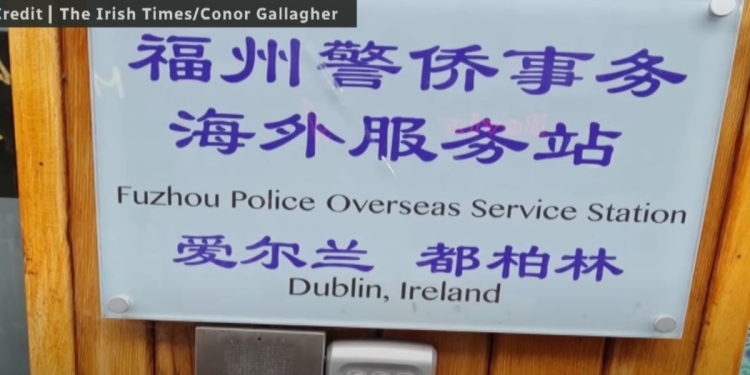 Credit | The Irish Times/Conor Gallagher
福州警侨事务
海外服务站
Fuzhou Police Overseas Service Station
爱尔兰 都柏林
Dublin, Ireland